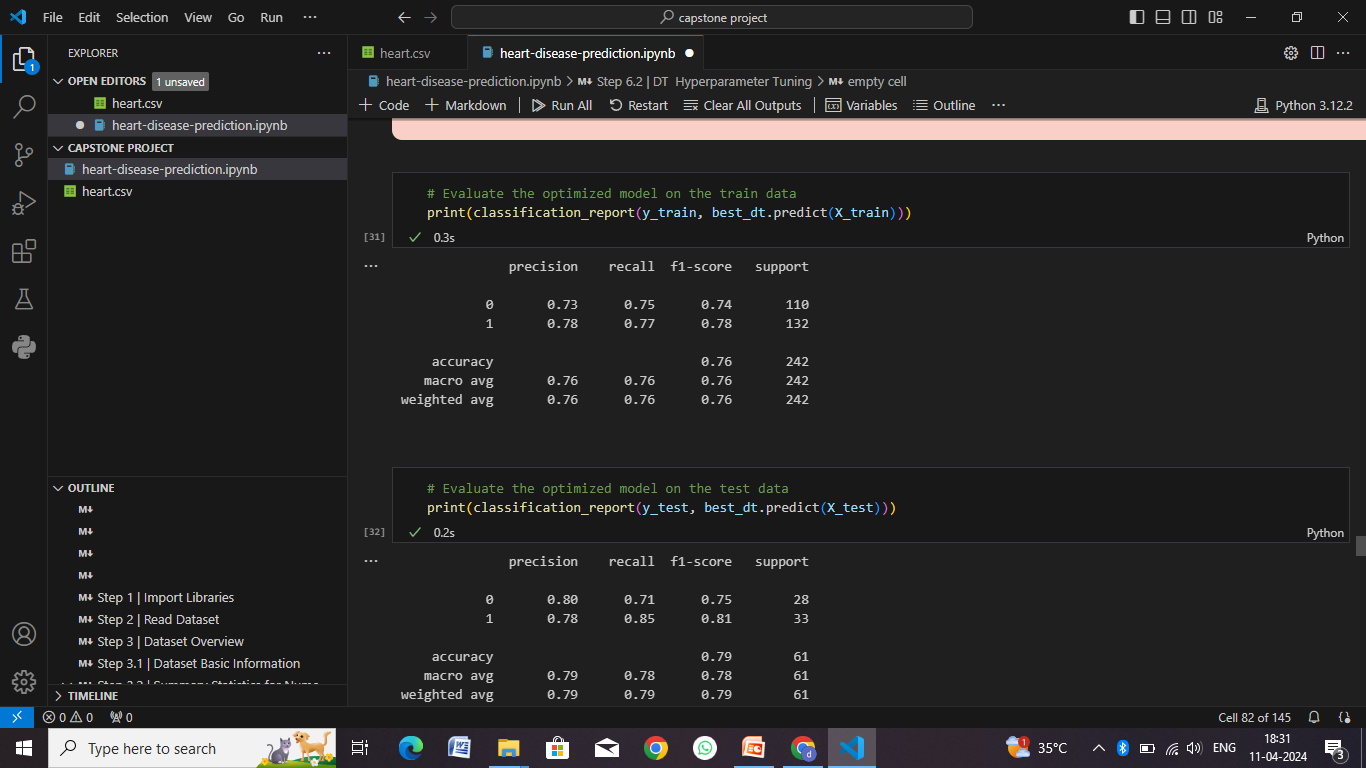 File Edit Selection View Go Run ···
capstone project
EXPLORER ···
OPEN EDITORS 1 unsaved
heart.csv
heart-disease-prediction.ipynb
CAPSTONE PROJECT
heart-disease-prediction.ipynb
heart.csv
OUTLINE
M↓
M↓
M↓
M↓
M↓ Step 1 | Import Libraries
M↓ Step 2 | Read Dataset
M↓ Step 3 | Dataset Overview
M↓ Step 3.1 | Dataset Basic Information
TIMELINE
heart.csv heart-disease-prediction.ipynb
heart-disease-prediction.ipynb > M↓ Step 6.2 | DT Hyperparameter Tuning > M↓ empty cell
+ Code + Markdown Run All Restart Clear All Outputs Variables Outline ··· Python 3.12.2
# Evaluate the optimized model on the train data
print(classification_report(y_train, best_dt.predict(X_train)))
[31] 0.3s Python
··· precision recall f1-score support
0 0.73 0.75 0.74 110
1 0.78 0.77 0.78 132
accuracy 0.76 242
macro avg 0.76 0.76 0.76 242
weighted avg 0.76 0.76 0.76 242
# Evaluate the optimized model on the test data
print(classification_report(y_test, best_dt.predict(X_test)))
[32] 0.2s Python
··· precision recall f1-score support
0 0.80 0.71 0.75 28
1 0.78 0.85 0.81 33
accuracy 0.79 61
macro avg 0.79 0.78 0.78 61
weighted avg 0.79 0.79 0.79 61
0 0 0 Cell 82 of 145
Type here to search 35°C ENG 18:31
11-04-2024 3